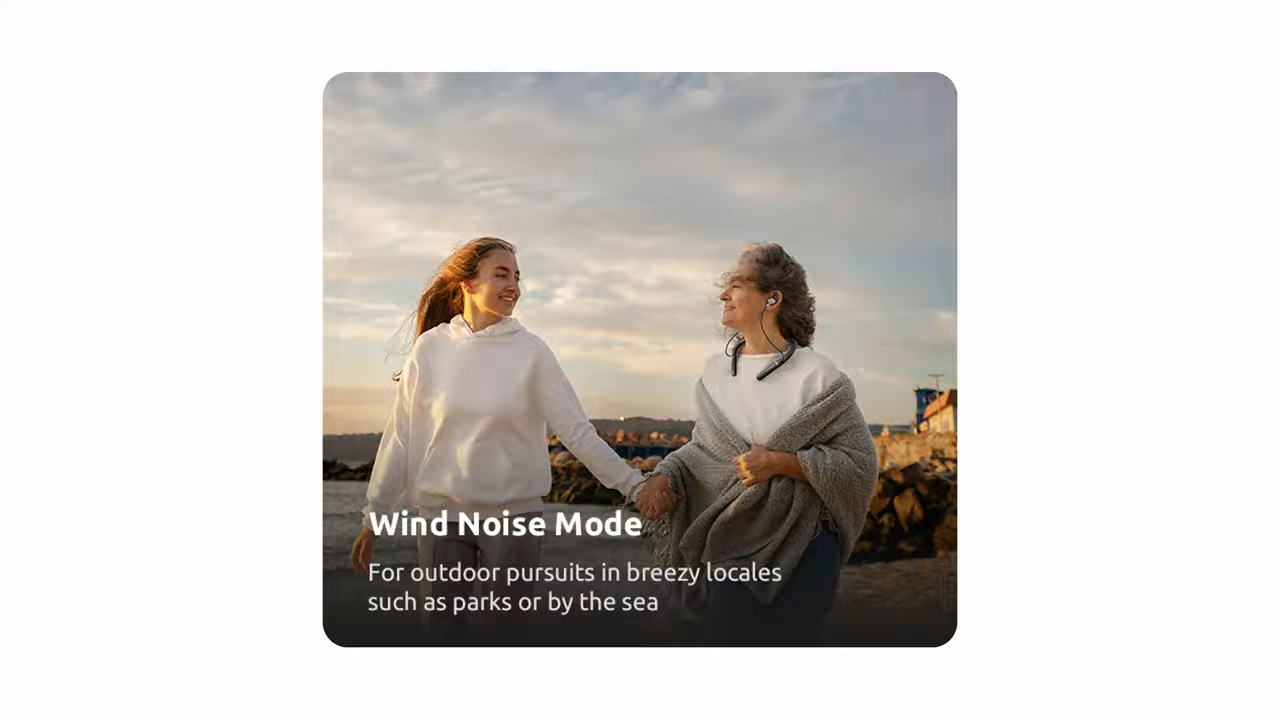 Wind Noise Mode
For outdoor pursuits in breezy locales
such as parks or by the sea